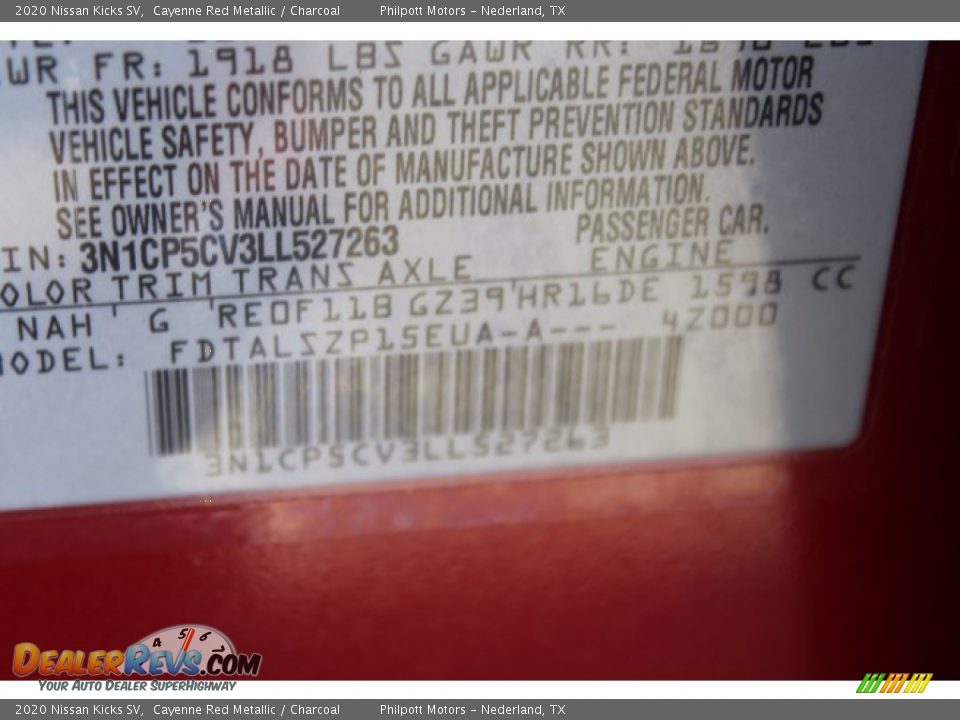 2020 Nissan Kicks SV, Cayenne Red Metallic / Charcoal Philpott Motors – Nederland, TX
WR FR: 1918 LBS GAWR RR:
THIS VEHICLE CONFORMS TO ALL APPLICABLE FEDERAL MOTOR
VEHICLE SAFETY, BUMPER AND THEFT PREVENTION STANDARDS
IN EFFECT ON THE DATE OF MANUFACTURE SHOWN ABOVE.
SEE OWNER'S MANUAL FOR ADDITIONAL INFORMATION.
IN: 3N1CP5CV3LL527263 PASSENGER CAR.
OLOR TRIM TRANS AXLE ENGINE
NAH G RE0F11B GZ39 HR16DE 1598 CC
ODEL: FDTALSZP15EUA-A--- 42000
3N1CP5CV3LL527263
4 5 6
DEALERREVS.COM
YOUR AUTO DEALER SUPERHIGHWAY
2020 Nissan Kicks SV, Cayenne Red Metallic / Charcoal Philpott Motors – Nederland, TX